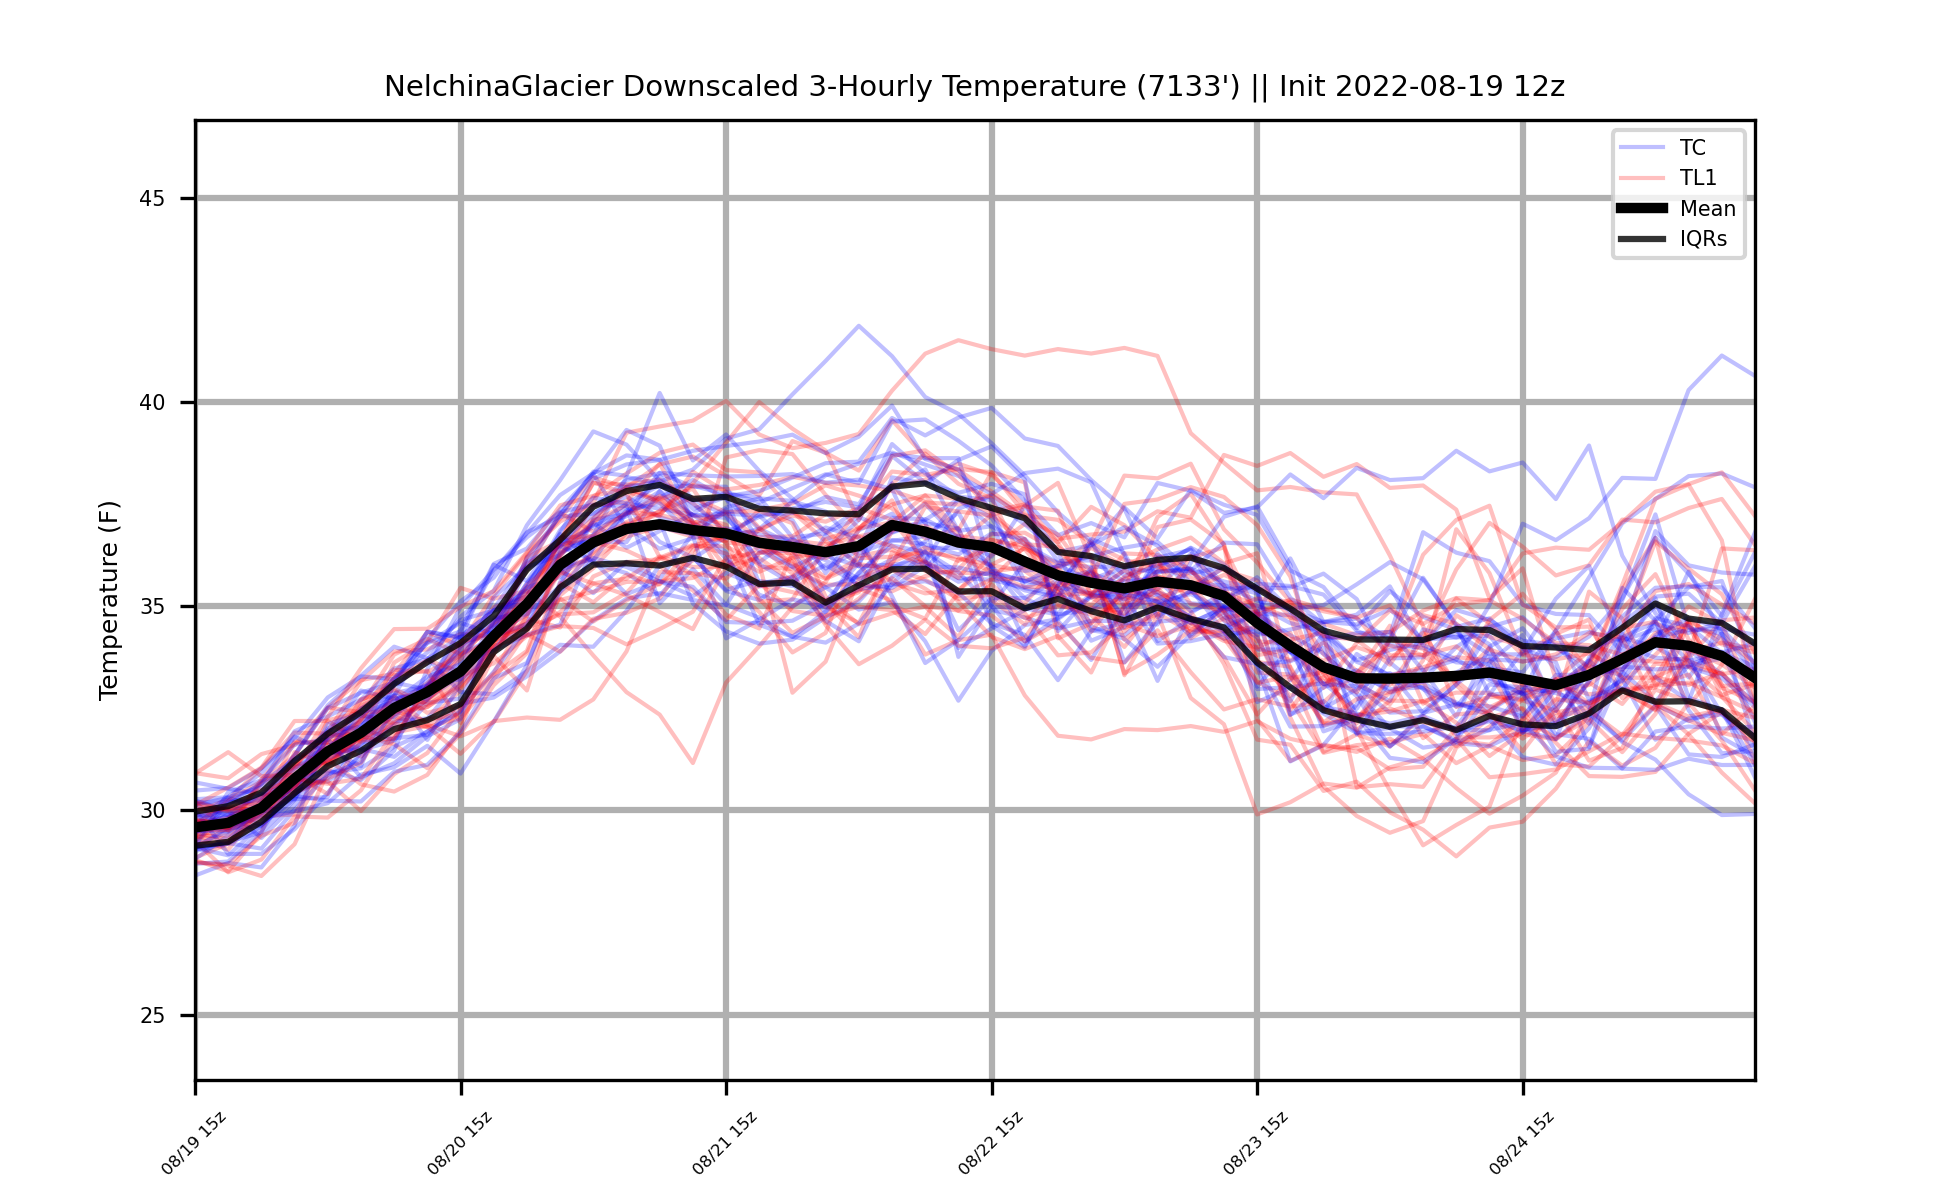 NelchinaGlacier Downscaled 3-Hourly Temperature (7133') || Init 2022-08-19 12z
TC
TL1
Mean
IQRs
Temperature (F)
45
40
35
30
25
08/19 15z
08/20 15z
08/21 15z
08/22 15z
08/23 15z
08/24 15z